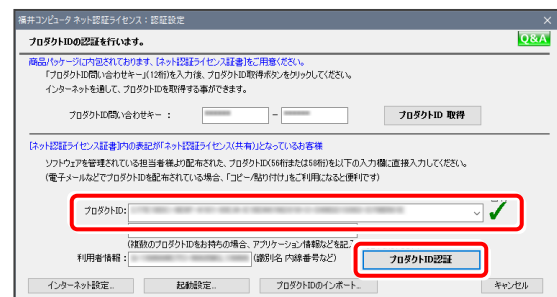 福井コンピュータ ネット認証ライセンス：認証設定
プロダクトIDの認証を行います。
Q&A
商品パッケージに内包されております、[ネット認証ライセンス証書]をご用意ください。
「プロダクトID問い合わせキー」(12桁)を入力後、プロダクトID取得ボタンをクリックしてください。
インターネットを通して、プロダクトIDを取得する事ができます。
プロダクトID問い合わせキー ： －
プロダクトID 取得
[ネット認証ライセンス証書]内の表記が「ネット認証ライセンス(共有)」となっているお客様
ソフトウェアを管理されている担当者様より配布された、プロダクトID(56桁または58桁)を以下の入力欄に直接入力してください。
(電子メールなどでプロダクトIDを配布されている場合、「コピー/貼り付け」をご利用になると便利です)
プロダクトID:
(複数のプロダクトIDをお持ちの場合、アプリケーション情報などを記
利用者情報： (識別名 内線番号など)
プロダクトID認証
インターネット設定... 起動設定... プロダクトIDのインポート... キャンセル